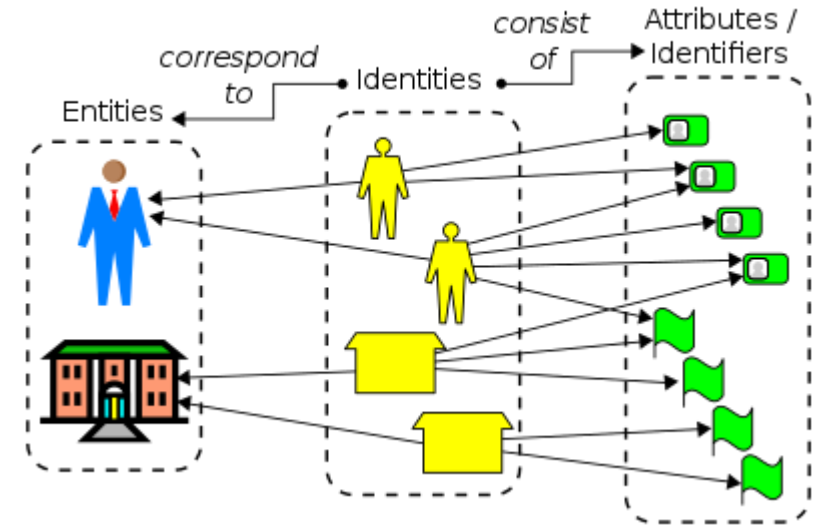 Entities
correspond
to
Identities
consist
of
Attributes /
Identifiers